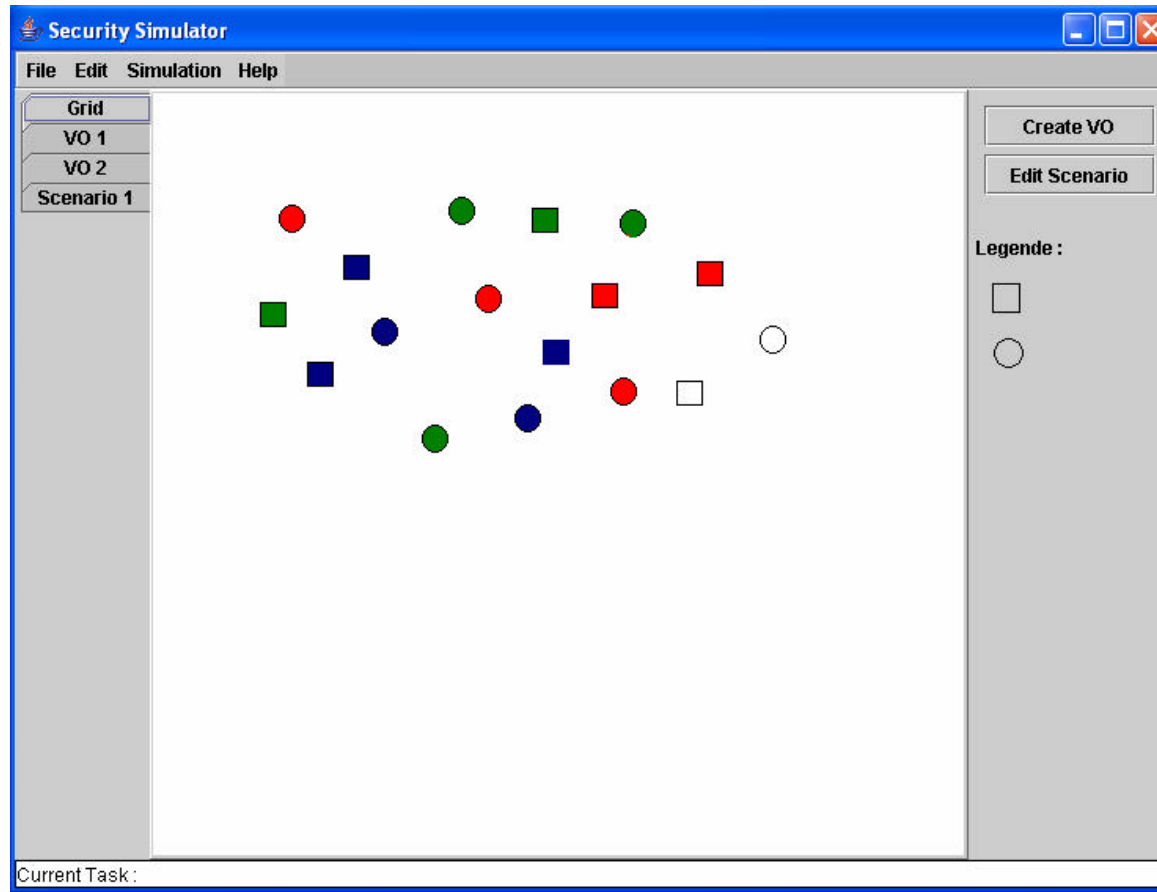 Security Simulator
File Edit Simulation Help
Grid
VO 1
VO 2
Scenario 1
Create VO
Edit Scenario
Legende :
Current Task :